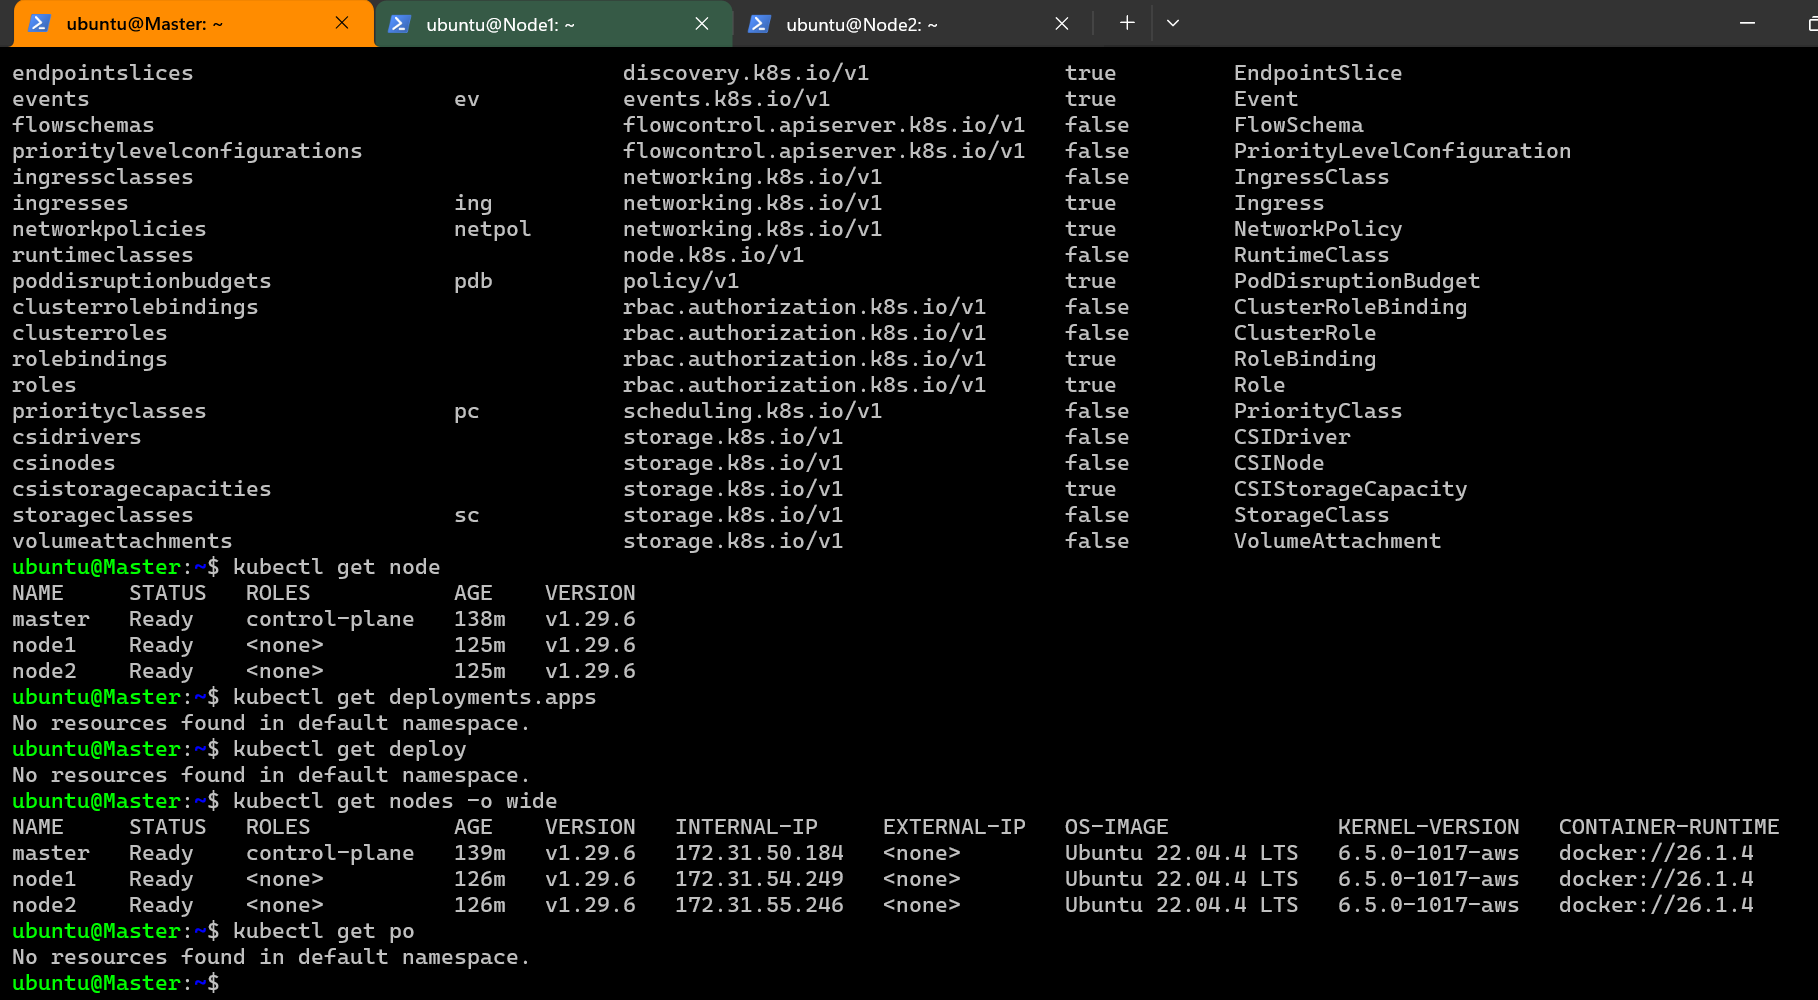 ubuntu@Master: ~ ubuntu@Node1: ~ ubuntu@Node2: ~
endpointslices discovery.k8s.io/v1 true EndpointSlice
events ev events.k8s.io/v1 true Event
flowschemas flowcontrol.apiserver.k8s.io/v1 false FlowSchema
prioritylevelconfigurations flowcontrol.apiserver.k8s.io/v1 false PriorityLevelConfiguration
ingressclasses networking.k8s.io/v1 false IngressClass
ingresses ing networking.k8s.io/v1 true Ingress
networkpolicies netpol networking.k8s.io/v1 true NetworkPolicy
runtimeclasses node.k8s.io/v1 false RuntimeClass
poddisruptionbudgets pdb policy/v1 true PodDisruptionBudget
clusterrolebindings rbac.authorization.k8s.io/v1 false ClusterRoleBinding
clusterroles rbac.authorization.k8s.io/v1 false ClusterRole
rolebindings rbac.authorization.k8s.io/v1 true RoleBinding
roles rbac.authorization.k8s.io/v1 true Role
priorityclasses pc scheduling.k8s.io/v1 false PriorityClass
csidrivers storage.k8s.io/v1 false CSIDriver
csinodes storage.k8s.io/v1 false CSINode
csistoragecapacities storage.k8s.io/v1 true CSIStorageCapacity
storageclasses sc storage.k8s.io/v1 false StorageClass
volumeattachments storage.k8s.io/v1 false VolumeAttachment
ubuntu@Master:~$ kubectl get node
NAME STATUS ROLES AGE VERSION
master Ready control-plane 138m v1.29.6
node1 Ready <none> 125m v1.29.6
node2 Ready <none> 125m v1.29.6
ubuntu@Master:~$ kubectl get deployments.apps
No resources found in default namespace.
ubuntu@Master:~$ kubectl get deploy
No resources found in default namespace.
ubuntu@Master:~$ kubectl get nodes -o wide
NAME STATUS ROLES AGE VERSION INTERNAL-IP EXTERNAL-IP OS-IMAGE KERNEL-VERSION CONTAINER-RUNTIME
master Ready control-plane 139m v1.29.6 172.31.50.184 <none> Ubuntu 22.04.4 LTS 6.5.0-1017-aws docker://26.1.4
node1 Ready <none> 126m v1.29.6 172.31.54.249 <none> Ubuntu 22.04.4 LTS 6.5.0-1017-aws docker://26.1.4
node2 Ready <none> 126m v1.29.6 172.31.55.246 <none> Ubuntu 22.04.4 LTS 6.5.0-1017-aws docker://26.1.4
ubuntu@Master:~$ kubectl get po
No resources found in default namespace.
ubuntu@Master:~$